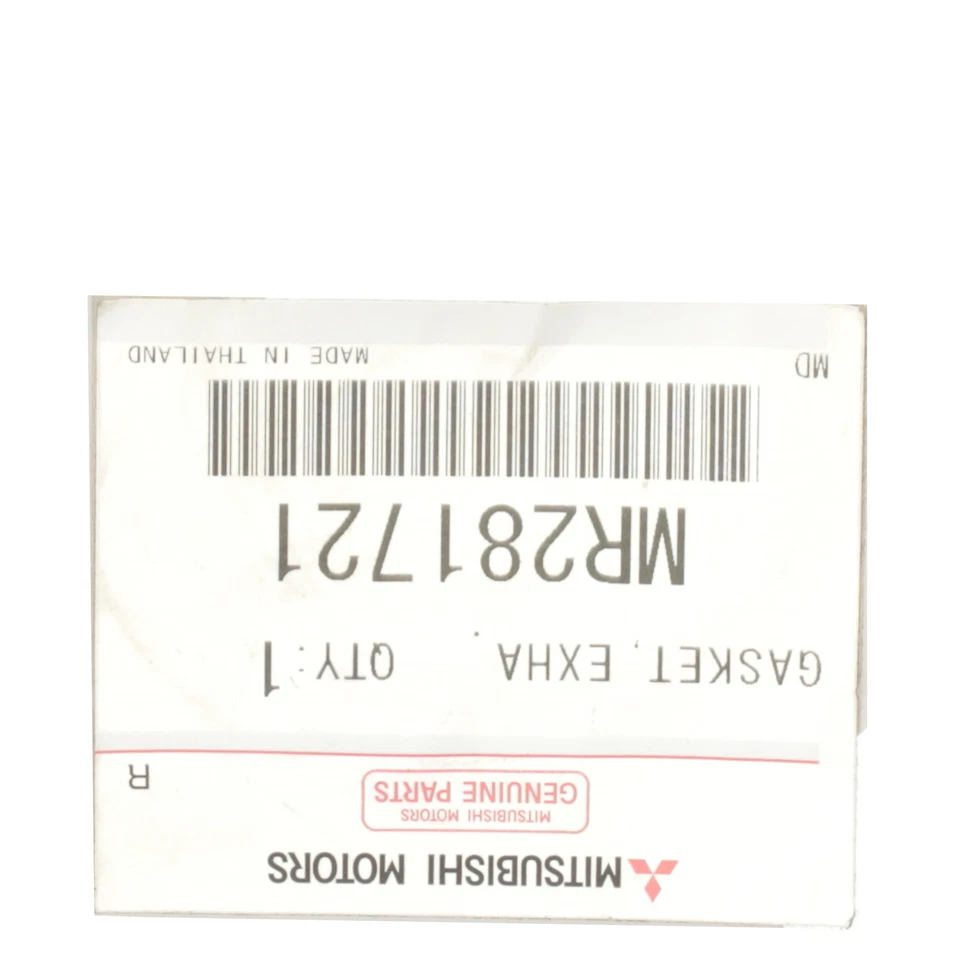 MITSUBISHI MOTORS
MITSUBISHI MOTORS
GENUINE PARTS
R
GASKET, EXHA QTY:1
MR281721
MD MADE IN THAILAND